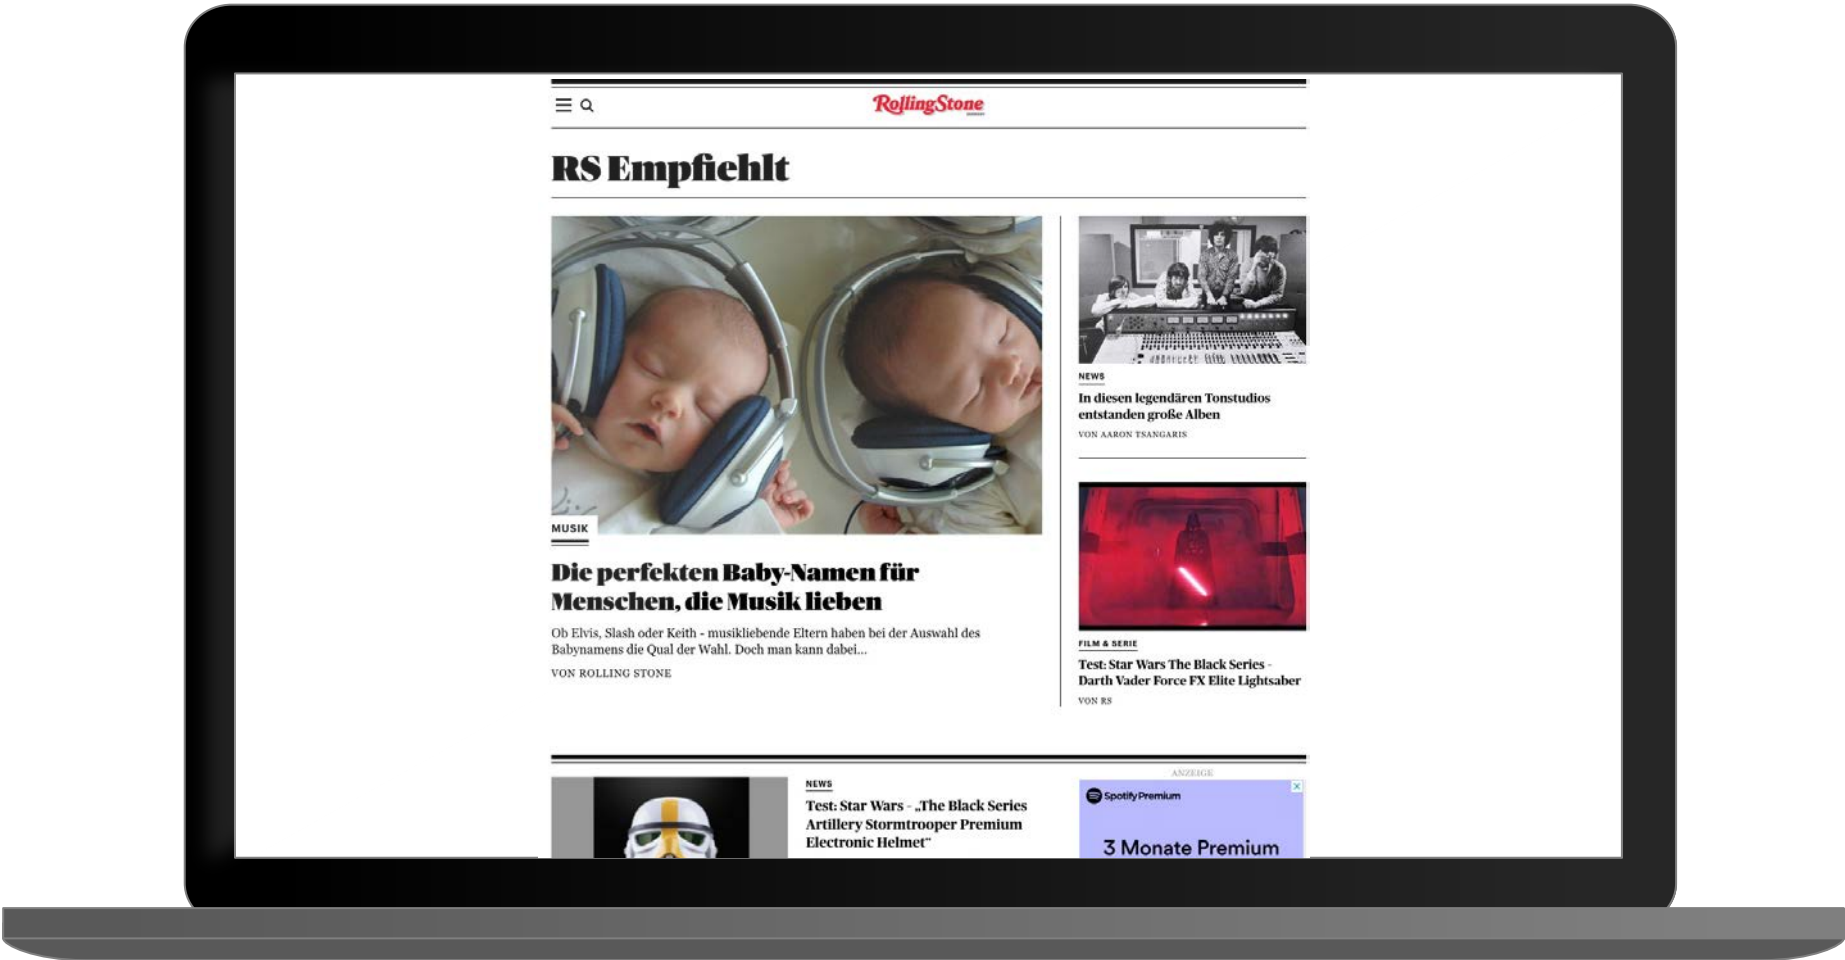 RollingStone
RS Empfiehlt
MUSIK
Die perfekten Baby-Namen für
Menschen, die Musik lieben
Ob Elvis, Slash oder Keith - musikliebende Eltern haben bei der Auswahl des
Babynamens die Qual der Wahl. Doch man kann dabei...
VON ROLLING STONE
NEWS
In diesen legendären Tonstudios
entstanden große Alben
VON AARON TSANGARIS
FILM & SERIE
Test: Star Wars The Black Series -
Darth Vader Force FX Elite Lightsaber
VON RS
NEWS
Test: Star Wars - „The Black Series
Artillery Stormtrooper Premium
Electronic Helmet“
ANZEIGE
Spotify Premium
3 Monate Premium